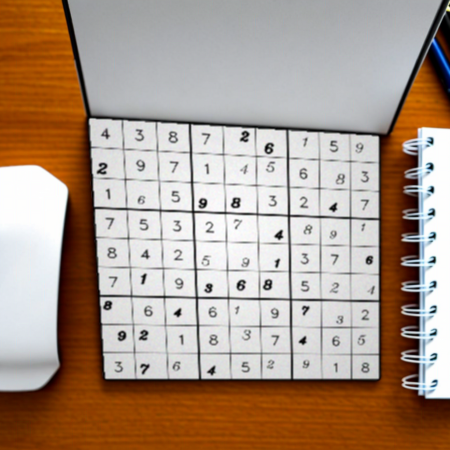 4 3 8 7 2 6 1 5 9
2 9 7 1 4 5 6 8 3
1 6 5 9 8 3 2 4 7
7 5 3 2 7 4 8 9 1
8 4 2 5 9 1 3 7 6
7 1 9 3 6 8 5 2 4
8 6 4 6 1 9 7 3 2
9 2 1 8 3 7 4 6 5
3 7 6 4 5 2 9 1 8